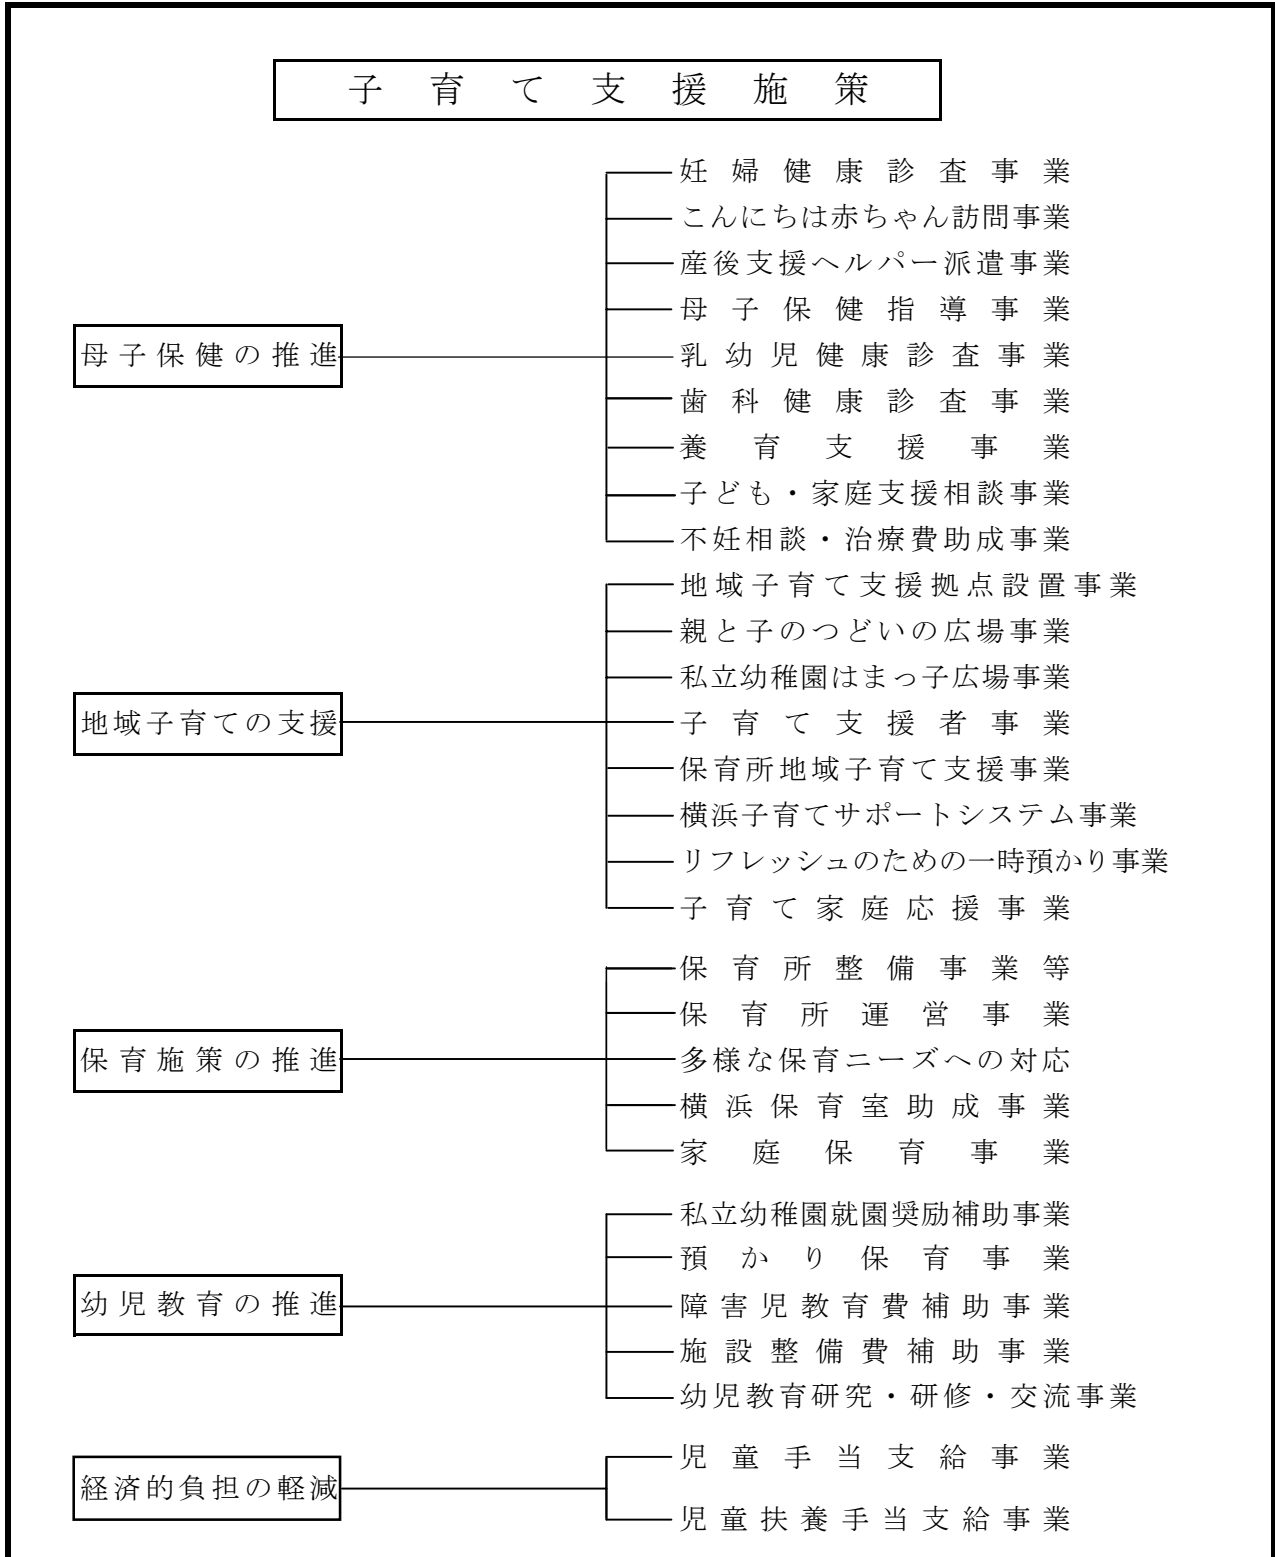 子育て支援施策
母子保健の推進
妊婦健康診査事業
こんにちは赤ちゃん訪問事業
産後支援ヘルパー派遣事業
母子保健指導事業
乳幼児健康診査事業
歯科健康診査事業
養育支援事業
子ども・家庭支援相談事業
不妊相談・治療費助成事業
地域子育ての支援
地域子育て支援拠点設置事業
親と子のつどいの広場事業
私立幼稚園はまっ子広場事業
子育て支援者事業
保育所地域子育て支援事業
横浜子育てサポートシステム事業
リフレッシュのための一時預かり事業
子育て家庭応援事業
保育施策の推進
保育所整備事業等
保育所運営事業
多様な保育ニーズへの対応
横浜保育室助成事業
家庭保育事業
幼児教育の推進
私立幼稚園就園奨励補助事業
預かり保育事業
障害児教育費補助事業
施設整備費補助事業
幼児教育研究・研修・交流事業
経済的負担の軽減
児童手当支給事業
児童扶養手当支給事業